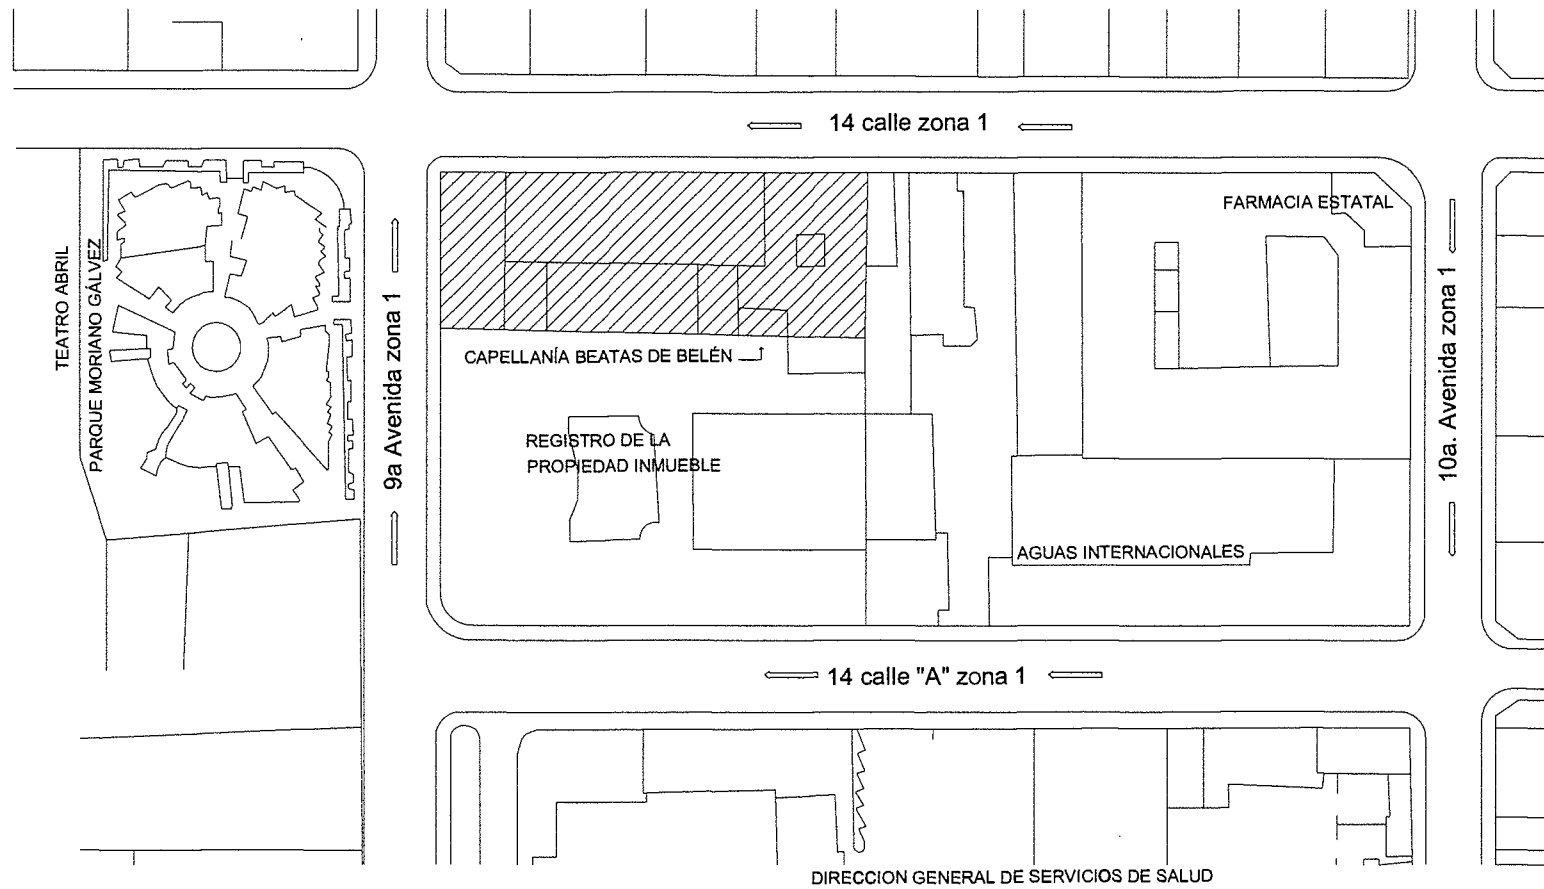 14 calle zona 1
FARMACIA ESTATAL
TEATRO ABRIL
PARQUE MORIANO GÁLVEZ
9a Avenida zona 1
10a. Avenida zona 1
CAPELLANÍA BEATAS DE BELÉN
REGISTRO DE LA
PROPIEDAD INMUEBLE
AGUAS INTERNACIONALES
14 calle "A" zona 1
DIRECCION GENERAL DE SERVICIOS DE SALUD